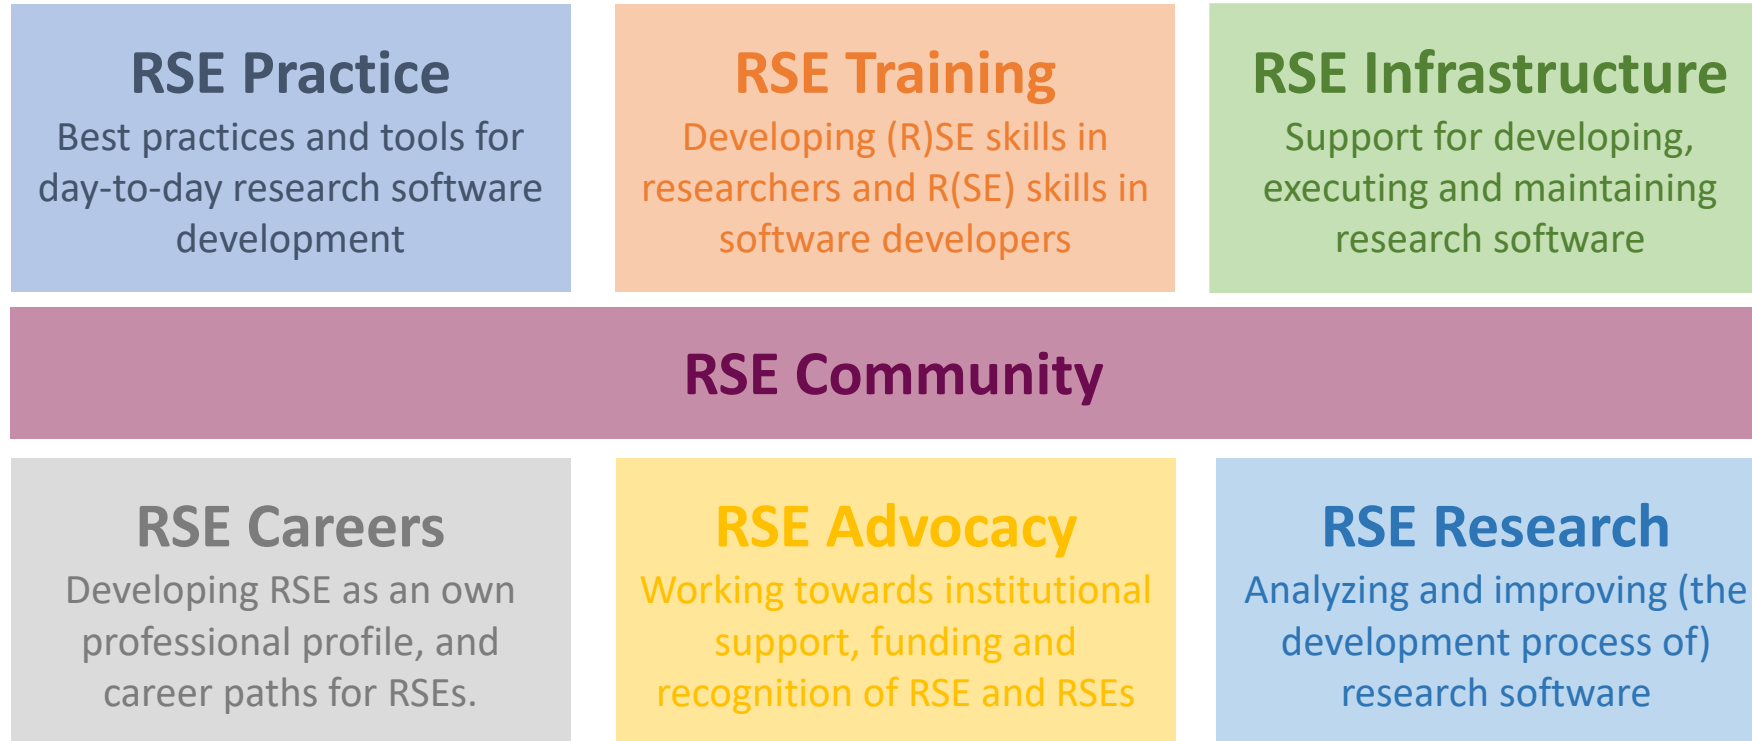 RSE Practice
Best practices and tools for
day-to-day research software
development
RSE Training
Developing (R)SE skills in
researchers and R(SE) skills in
software developers
RSE Infrastructure
Support for developing,
executing and maintaining
research software
RSE Community
RSE Careers
Developing RSE as an own
professional profile, and
career paths for RSEs.
RSE Advocacy
Working towards institutional
support, funding and
recognition of RSE and RSEs
RSE Research
Analyzing and improving (the
development process of)
research software